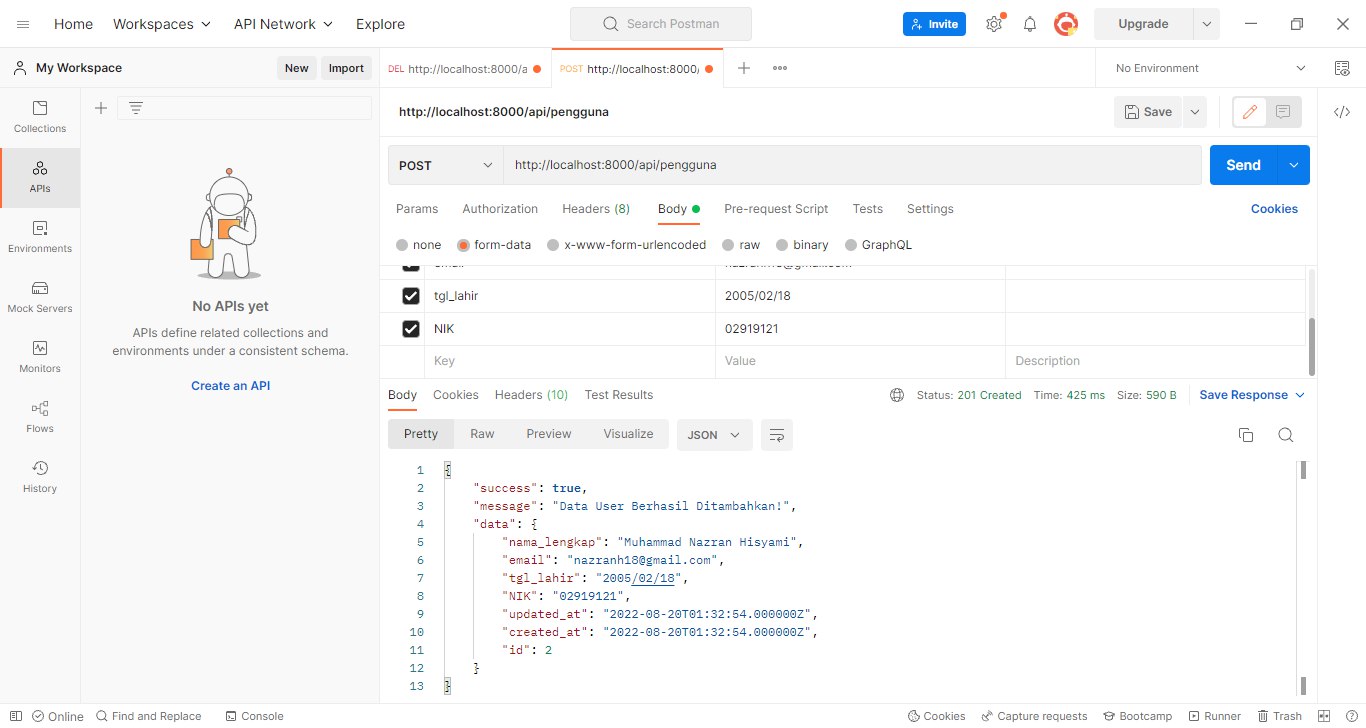 Home Workspaces API Network Explore Search Postman Invite Upgrade
My Workspace New Import DEL http://localhost:8000/a POST http://localhost:8000/ No Environment
http://localhost:8000/api/pengguna Save
Collections
APIs
Environments
Mock Servers
Monitors
Flows
History
No APIs yet
APIs define related collections and
environments under a consistent schema.
Create an API
POST http://localhost:8000/api/pengguna Send
Params Authorization Headers (8) Body Pre-request Script Tests Settings Cookies
none form-data x-www-form-urlencoded raw binary GraphQL
tgl_lahir 2005/02/18
NIK 02919121
Key Value Description
Body Cookies Headers (10) Test Results Status: 201 Created Time: 425 ms Size: 590 B Save Response
Pretty Raw Preview Visualize JSON
1 {
2 "success": true,
3 "message": "Data User Berhasil Ditambahkan!",
4 "data": {
5 "nama_lengkap": "Muhammad Nazran Hisyami",
6 "email": "nazranh18@gmail.com",
7 "tgl_lahir": "2005/02/18",
8 "NIK": "02919121",
9 "updated_at": "2022-08-20T01:32:54.000000Z",
10 "created_at": "2022-08-20T01:32:54.000000Z",
11 "id": 2
12 }
13 }
Online Find and Replace Console Cookies Capture requests Bootcamp Runner Trash